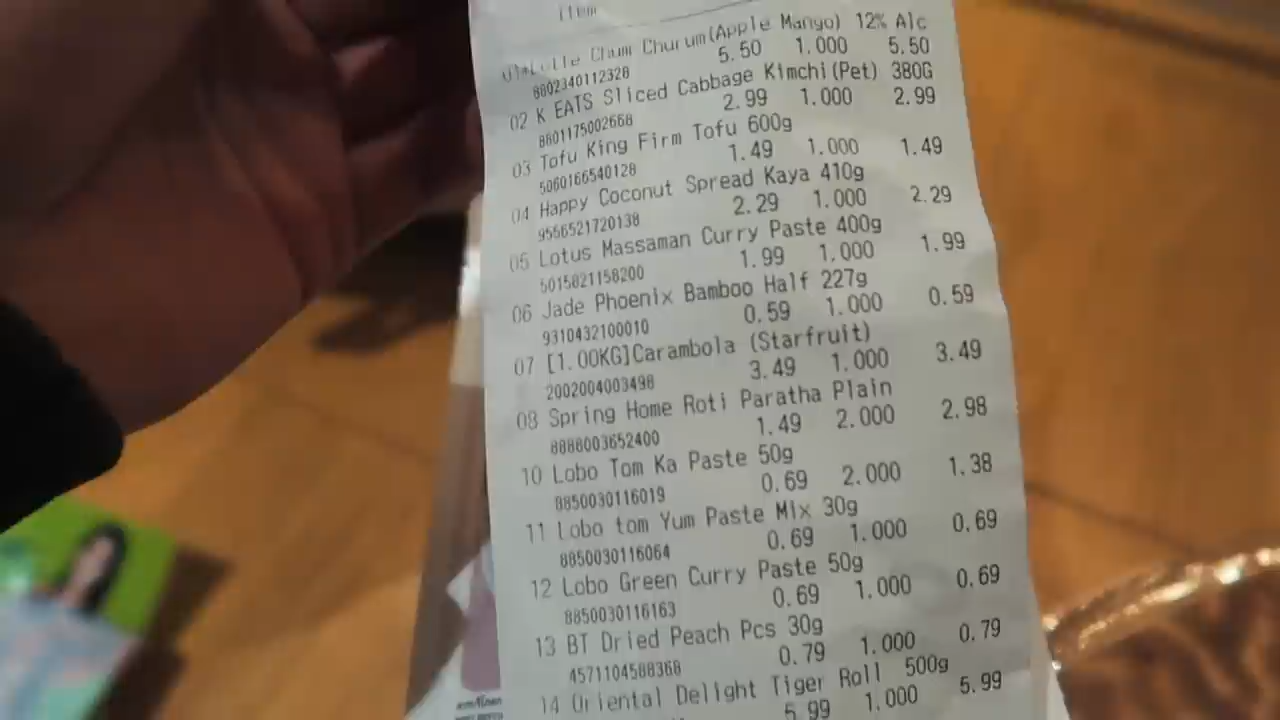 Item
Chum Churum(Apple Mango) 12% Alc
8802340112328 5.50 1.000 5.50
02 K EATS Sliced Cabbage Kimchi(Pet) 380G
8801175002668 2.99 1.000 2.99
03 Tofu King Firm Tofu 600g
5060166540128 1.49 1.000 1.49
04 Happy Coconut Spread Kaya 410g
9556521720138 2.29 1.000 2.29
05 Lotus Massaman Curry Paste 400g
5015821158200 1.99 1.000 1.99
06 Jade Phoenix Bamboo Half 227g
9310432100010 0.59 1.000 0.59
07 [1.00KG]Carambola (Starfruit)
2002004003498 3.49 1.000 3.49
08 Spring Home Roti Paratha Plain
8888003652400 1.49 2.000 2.98
10 Lobo Tom Ka Paste 50g
8850030116019 0.69 2.000 1.38
11 Lobo tom Yum Paste Mix 30g
8850030116064 0.69 1.000 0.69
12 Lobo Green Curry Paste 50g
8850030116163 0.69 1.000 0.69
13 BT Dried Peach Pcs 30g
4571104588368 0.79 1.000 0.79
14 Oriental Delight Tiger Roll 500g
5.99 1.000 5.99